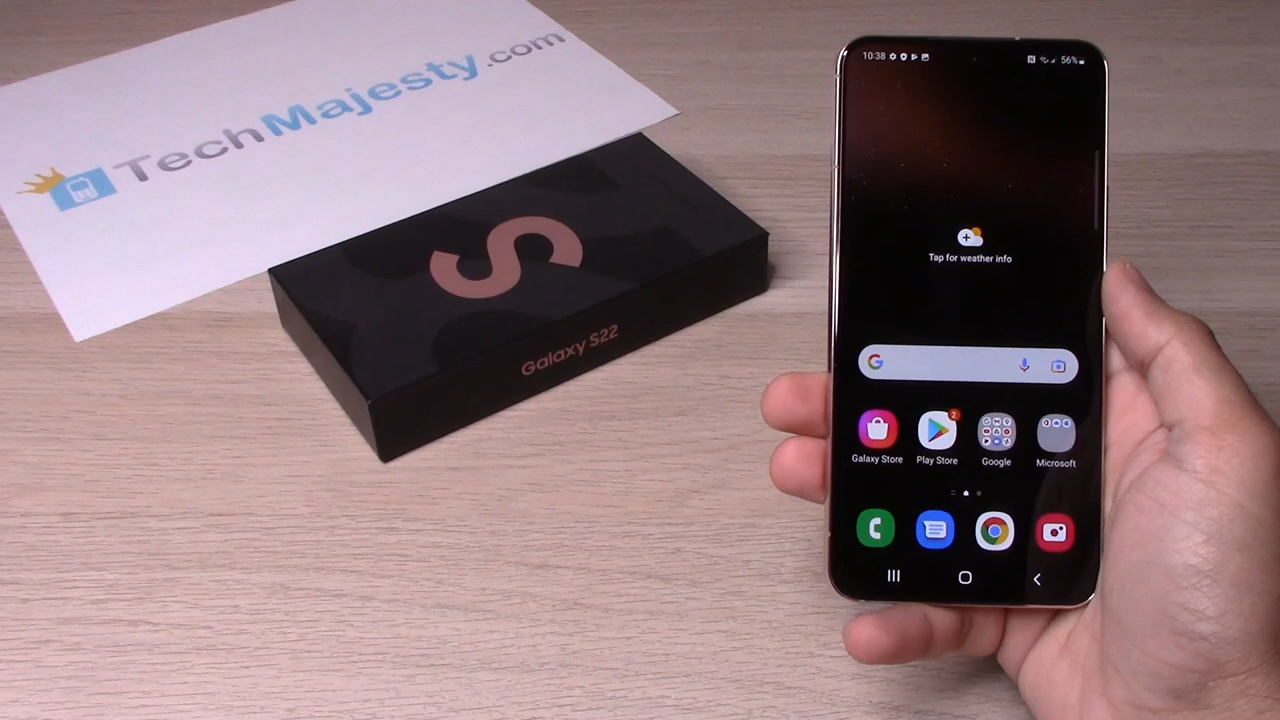 TechMajesty.com
S
Galaxy S22
10:38
56%
Tap for weather info
G
2
Galaxy Store
Play Store
Google
Microsoft